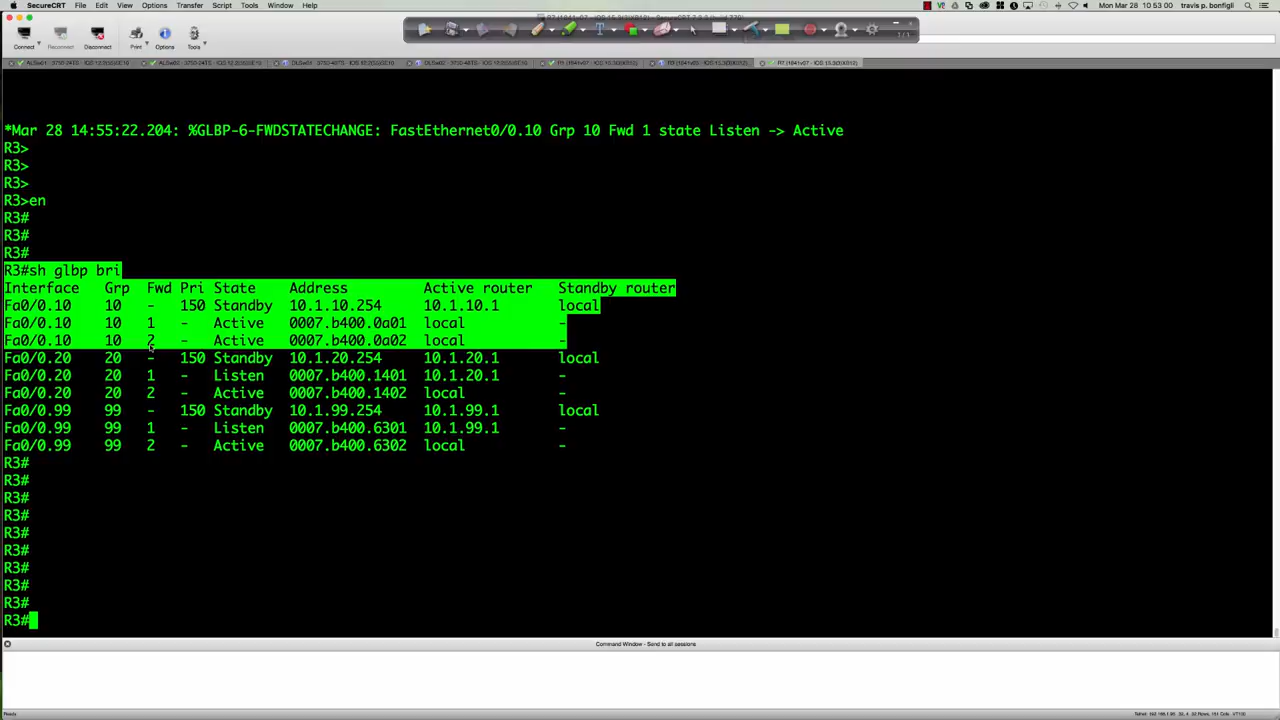 SecureCRT File Edit View Options Transfer Script Tools Window Help Mon Mar 28 10:53:00 travis p. bonfigli
Connect Reconnect Disconnect Print Options Tools
*Mar 28 14:55:22.204: %GLBP-6-FWDSTATECHANGE: FastEthernet0/0.10 Grp 10 Fwd 1 state Listen -> Active
R3>
R3>
R3>
R3>en
R3#
R3#
R3#
R3#sh glbp bri
Interface Grp Fwd Pri State Address Active router Standby router
Fa0/0.10 10 - 150 Standby 10.1.10.254 10.1.10.1 local
Fa0/0.10 10 1 - Active 0007.b400.0a01 local -
Fa0/0.10 10 2 - Active 0007.b400.0a02 local -
Fa0/0.20 20 - 150 Standby 10.1.20.254 10.1.20.1 local
Fa0/0.20 20 1 - Listen 0007.b400.1401 10.1.20.1 -
Fa0/0.20 20 2 - Active 0007.b400.1402 local -
Fa0/0.99 99 - 150 Standby 10.1.99.254 10.1.99.1 local
Fa0/0.99 99 1 - Listen 0007.b400.6301 10.1.99.1 -
Fa0/0.99 99 2 - Active 0007.b400.6302 local -
R3#
R3#
R3#
R3#
R3#
R3#
R3#
R3#
R3#
R3#
Command Window - Send to all sessions
Ready